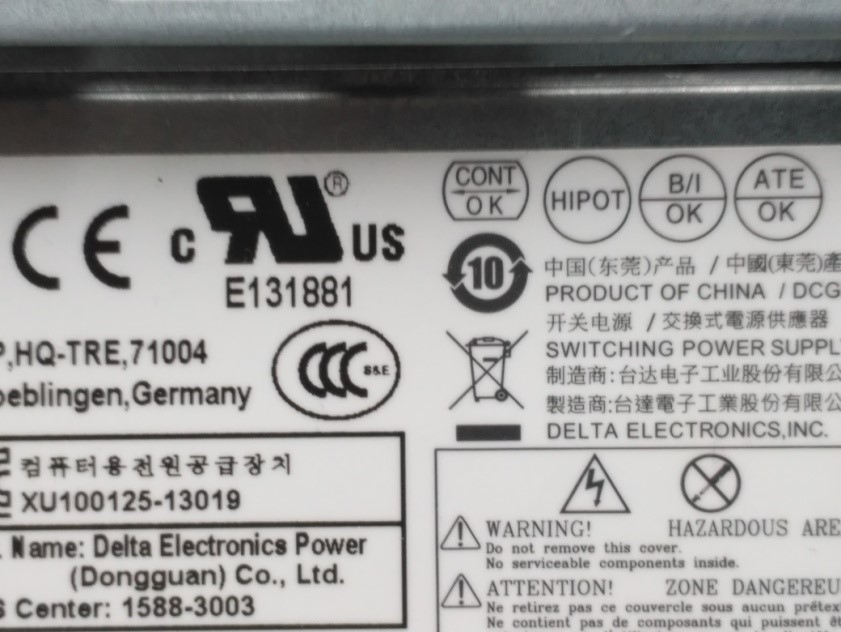 CE
c RU® US
E131881
CONT
OK
HIPOT
B/I
OK
ATE
OK
10
中国(东莞)产品 / 中國(東莞)產
PRODUCT OF CHINA / DCG
开关电源 / 交換式電源供應器
SWITCHING POWER SUPPL
制造商:台达电子工业股份有限公
製造商:台達電子工業股份有限公
DELTA ELECTRONICS,INC.
P,HQ-TRE,71004
oeblingen,Germany
CCC S&E
컴퓨터용전원공급장치
XU100125-13019
Name: Delta Electronics Power
(Dongguan) Co., Ltd.
S Center: 1588-3003
WARNING! HAZARDOUS ARE
Do not remove this cover.
No serviceable components inside.
ATTENTION! ZONE DANGEREU
Ne retirez pas ce couvercle sous aucun prétex
Ne contient pas de composants qui puissent êt